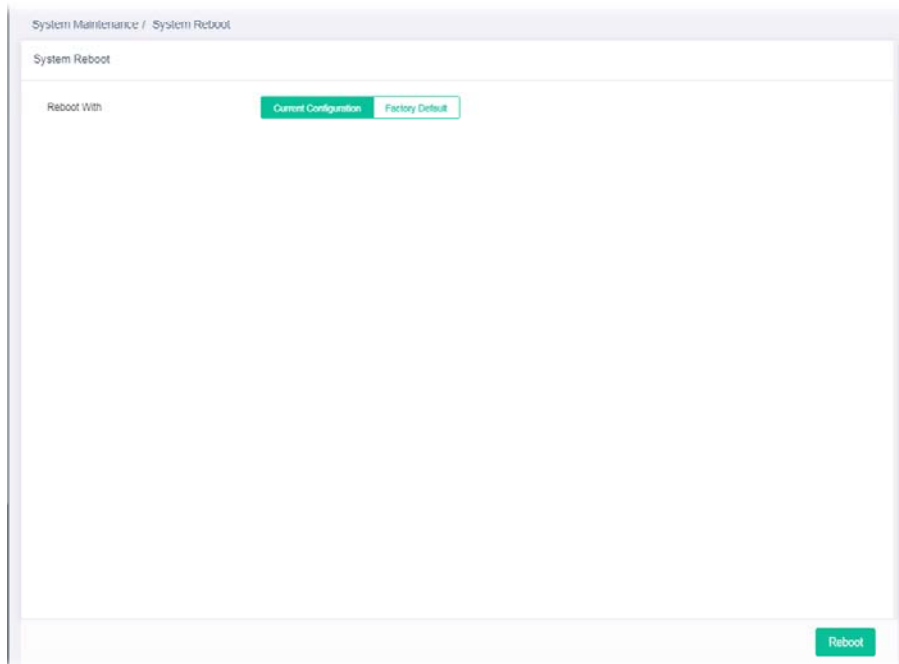 System Maintenance / System Reboot
System Reboot
Reboot With
Current Configuration
Factory Default
Reboot